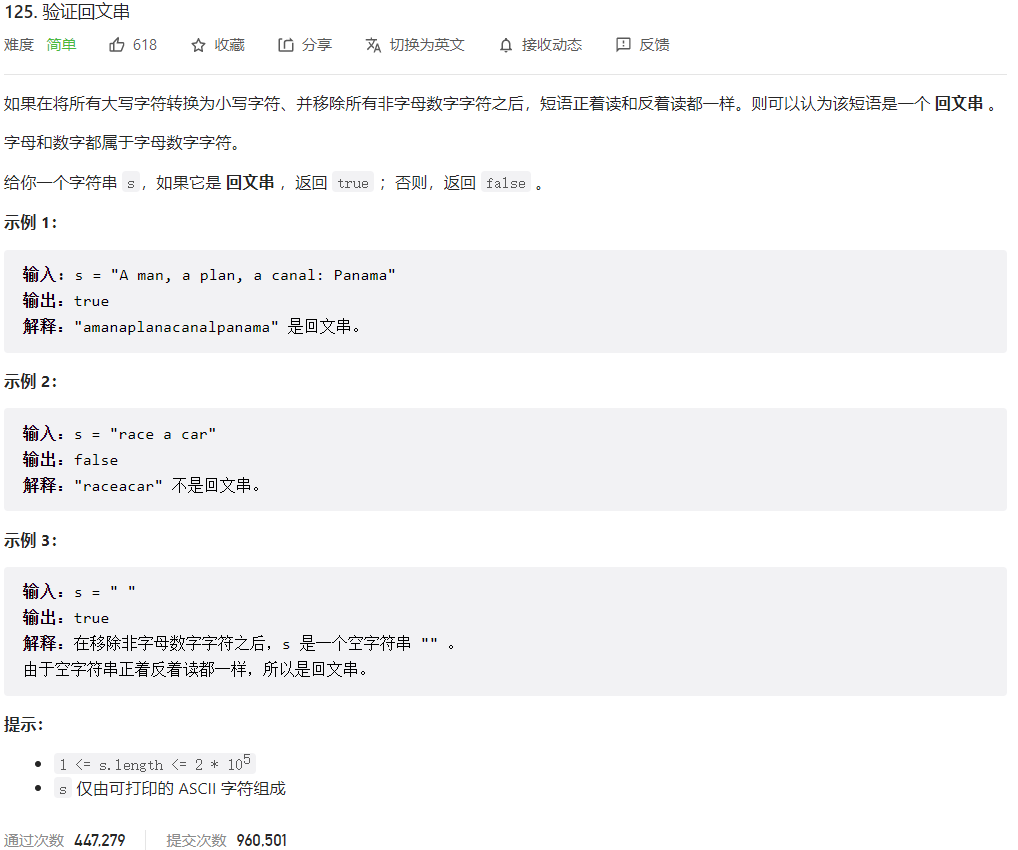 125. 验证回文串
难度 简单 618 收藏 分享 切换为英文 接收动态 反馈
如果在将所有大写字符转换为小写字符、并移除所有非字母数字字符之后，短语正着读和反着读都一样。则可以认为该短语是一个 回文串 。
字母和数字都属于字母数字字符。
给你一个字符串 s，如果它是 回文串 ，返回 true ；否则，返回 false 。
示例 1：
输入：s = "A man, a plan, a canal: Panama"
输出：true
解释："amanaplanacanalpanama" 是回文串。
示例 2：
输入：s = "race a car"
输出：false
解释："raceacar" 不是回文串。
示例 3：
输入：s = " "
输出：true
解释：在移除非字母数字字符之后，s 是一个空字符串 "" 。
由于空字符串正着反着读都一样，所以是回文串。
提示：
• 1 <= s.length <= 2 * 10⁵
• s 仅由可打印的 ASCII 字符组成
通过次数 447,279 提交次数 960,501